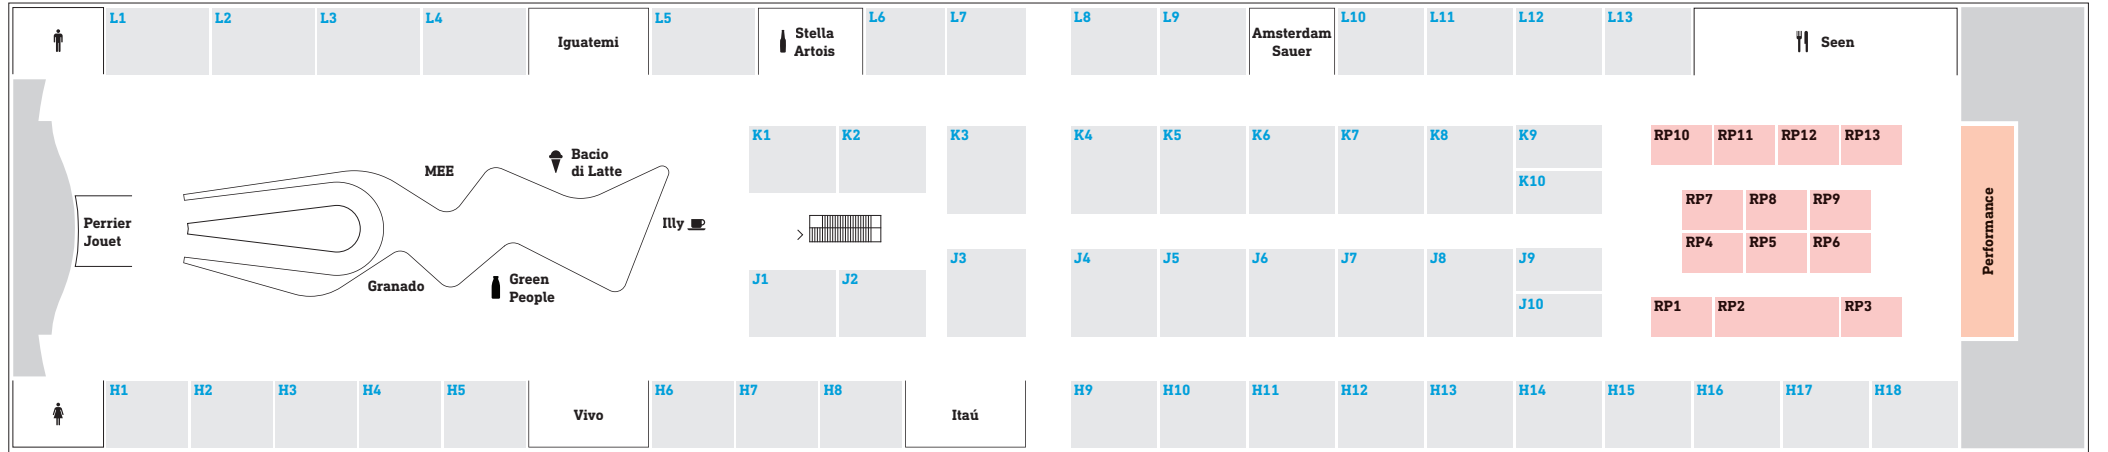 L1
L2
L3
L4
Iguatemi
L5
Stella
Artois
L6
L7
L8
L9
Amsterdam
Sauer
L10
L11
L12
L13
Seen
K1
K2
K3
K4
K5
K6
K7
K8
K9
K10
RP10
RP11
RP12
RP13
MEE
Bacio
di Latte
Perrier
Jouet
Illy
RP7
RP8
RP9
RP4
RP5
RP6
Performance
Granado
Green
People
J1
J2
J3
J4
J5
J6
J7
J8
J9
J10
RP1
RP2
RP3
H1
H2
H3
H4
H5
Vivo
H6
H7
H8
Itaú
H9
H10
H11
H12
H13
H14
H15
H16
H17
H18